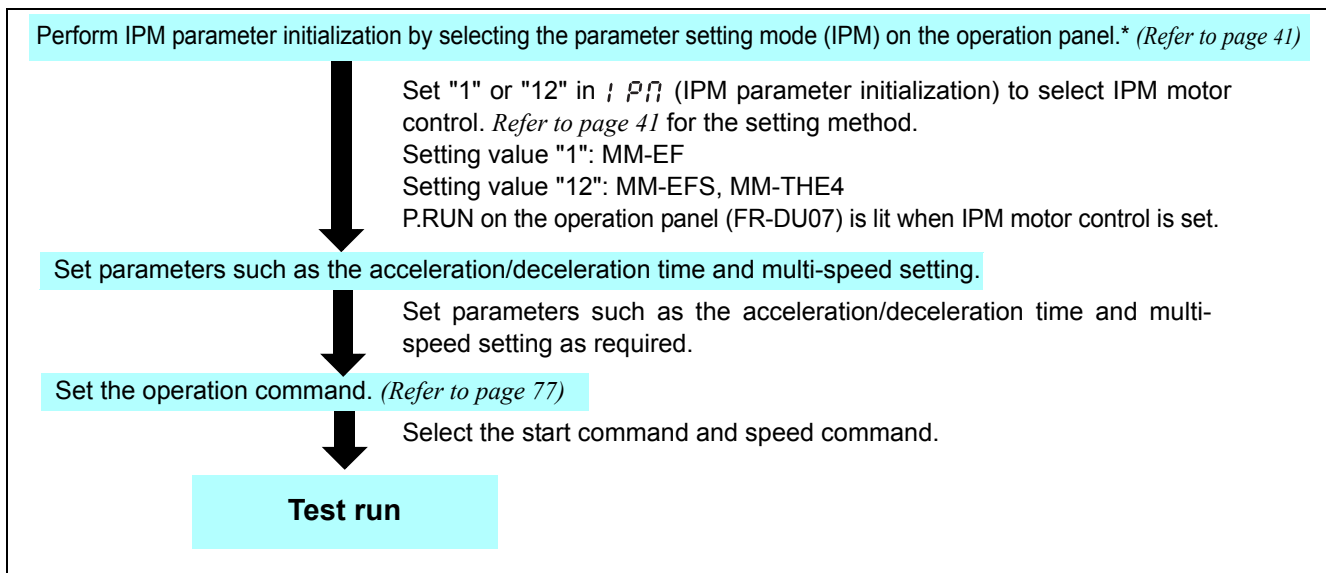 Perform IPM parameter initialization by selecting the parameter setting mode (IPM) on the operation panel.* (Refer to page 41)
Set "1" or "12" in IPM (IPM parameter initialization) to select IPM motor
control. Refer to page 41 for the setting method.
Setting value "1": MM-EF
Setting value "12": MM-EFS, MM-THE4
P.RUN on the operation panel (FR-DU07) is lit when IPM motor control is set.
Set parameters such as the acceleration/deceleration time and multi-speed setting.
Set parameters such as the acceleration/deceleration time and multi-
speed setting as required.
Set the operation command. (Refer to page 77)
Select the start command and speed command.
Test run